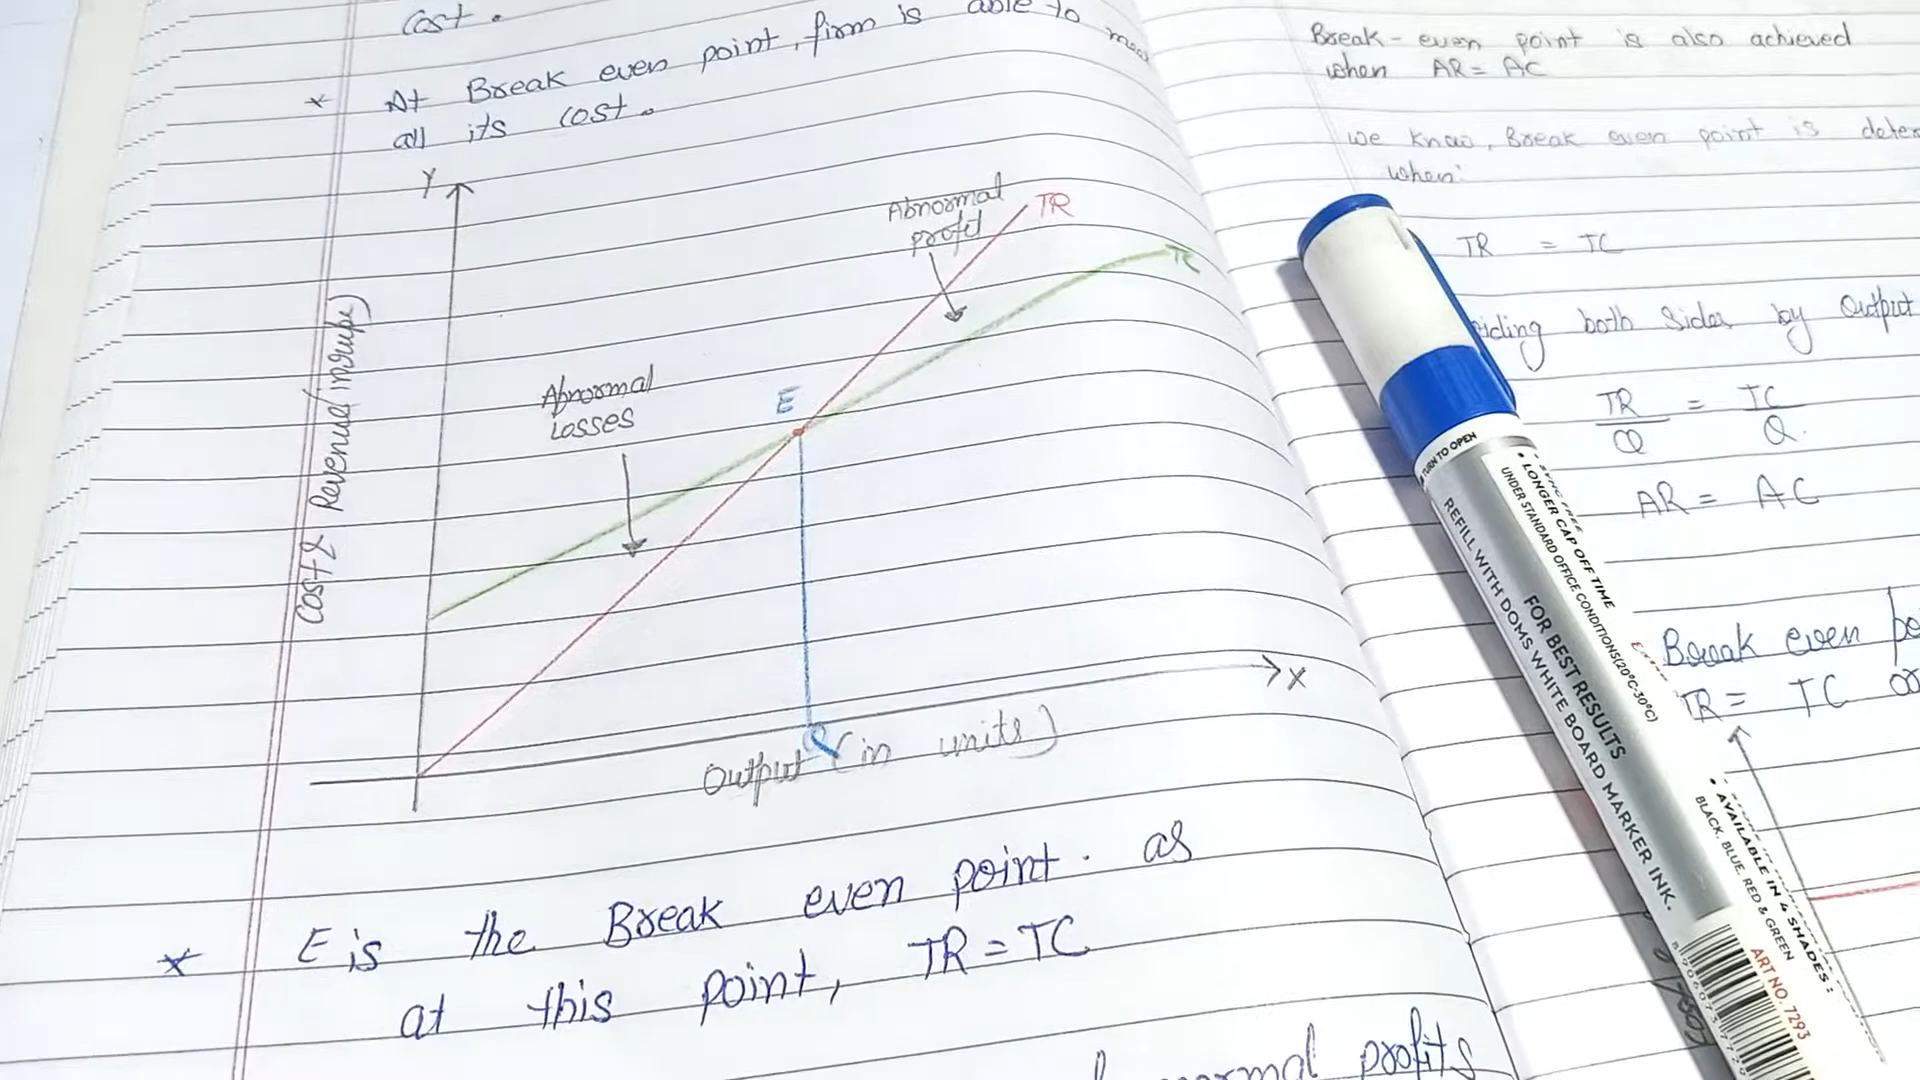 Cost.
* At Break even point, firm is able to meet
all its cost.
Y
Abnormal
profit
TR
TC
Abnormal
Losses
E
Cost & Revenue (in rupe)
X
Q
Output (in units)
* E is the Break even point. as
at this point, TR = TC
normal profits
Break-even point is also achieved
when AR = AC
we know, Break even point is
when:
TR = TC
both Sides by Output
TR = TC
Q Q
AR = AC
Break even
TR = TC or
TURN TO OPEN
LONGER CAP OFF TIME
UNDER STANDARD OFFICE CONDITIONS(20°C-30°C)
FOR BEST RESULTS
REFILL WITH DOMS WHITE BOARD MARKER INK.
• AVAILABLE IN 4 SHADES:
BLACK, BLUE, RED & GREEN
ART NO. 7293